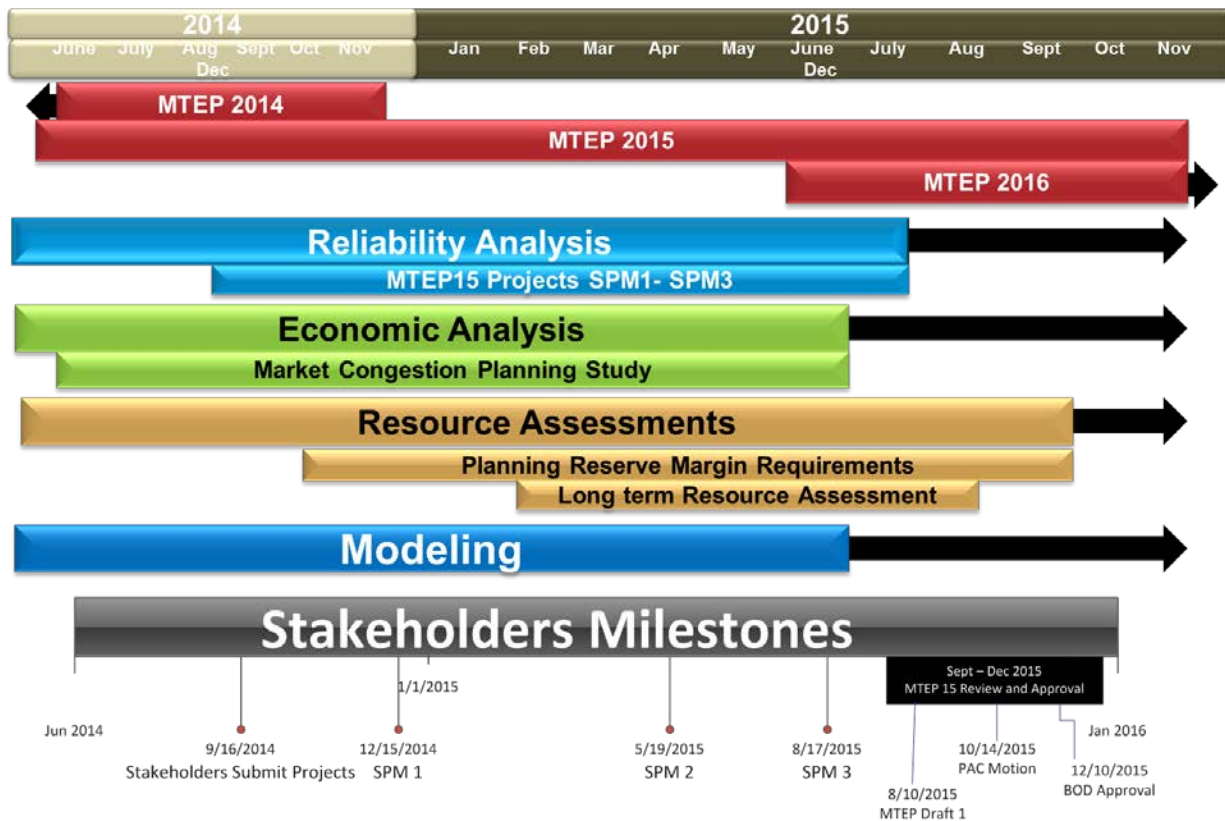 2014
2015
June July Aug Sept Oct Nov
Dec
Jan Feb Mar Apr May June July Aug Sept Oct Nov
Dec
MTEP 2014
MTEP 2015
MTEP 2016
Reliability Analysis
MTEP15 Projects SPM1- SPM3
Economic Analysis
Market Congestion Planning Study
Resource Assessments
Planning Reserve Margin Requirements
Long term Resource Assessment
Modeling
Stakeholders Milestones
1/1/2015
Sept – Dec 2015
MTEP 15 Review and Approval
Jun 2014
Jan 2016
9/16/2014
Stakeholders Submit Projects
12/15/2014
SPM 1
5/19/2015
SPM 2
8/17/2015
SPM 3
8/10/2015
MTEP Draft 1
10/14/2015
PAC Motion
12/10/2015
BOD Approval